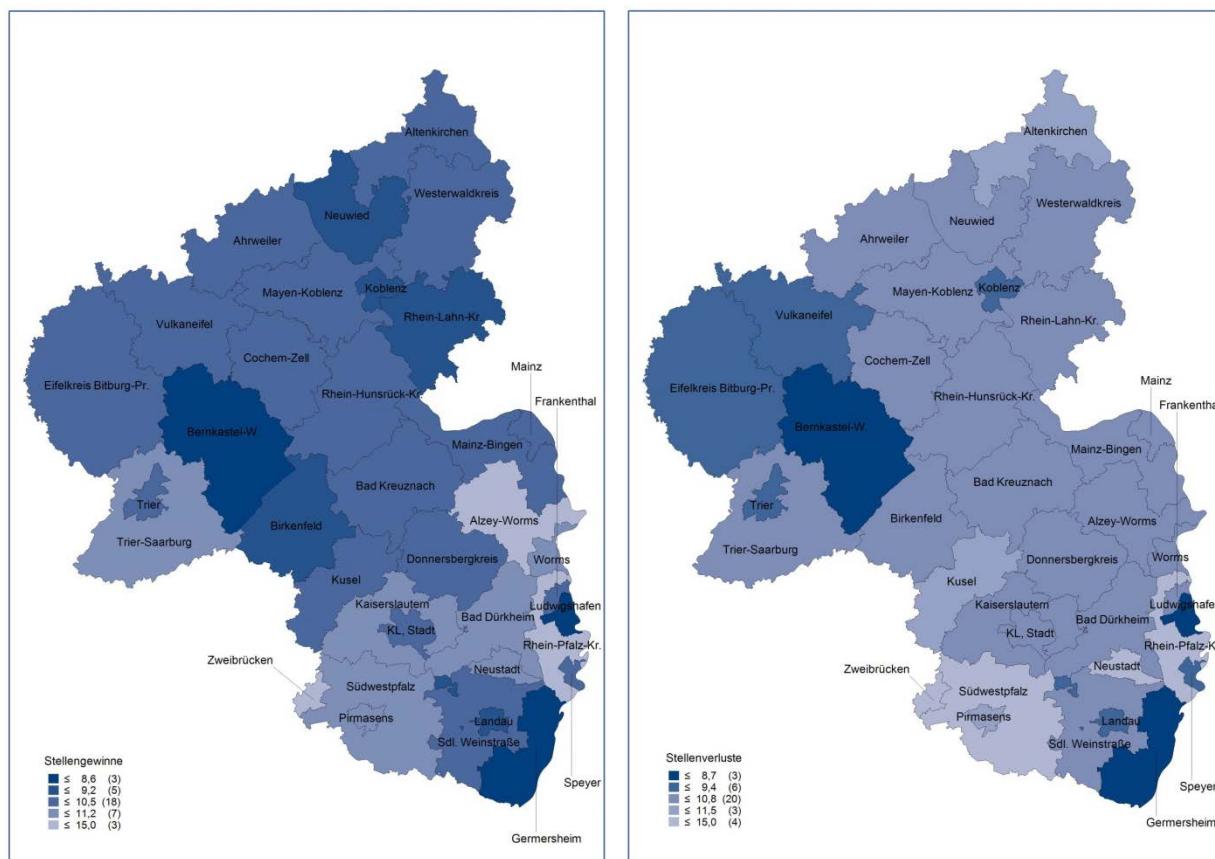 Altenkirchen
Westerwaldkreis
Neuwied
Ahrweiler
Mayen-Koblenz
Koblenz
Rhein-Lahn-Kr.
Vulkaneifel
Cochem-Zell
Mainz
Eifelkreis Bitburg-Pr.
Rhein-Hunsrück-Kr.
Frankenthal
Bernkastel-W.
Mainz-Bingen
Bad Kreuznach
Trier
Alzey-Worms
Birkenfeld
Trier-Saarburg
Donnersbergkreis
Worms
Kusel
Kaiserslautern
Ludwigshafen
Bad Dürkheim
KL, Stadt
Rhein-Pfalz-Kr.
Zweibrücken
Neustadt
Südwestpfalz
Pirmasens
Landau
Sdl. Weinstraße
Stellengewinne
≤ 8,6 (3)
≤ 9,2 (5)
≤ 10,5 (18)
≤ 11,2 (7)
≤ 15,0 (3)
Speyer
Germersheim
Altenkirchen
Westerwaldkreis
Neuwied
Ahrweiler
Mayen-Koblenz
Koblenz
Rhein-Lahn-Kr.
Vulkaneifel
Cochem-Zell
Mainz
Eifelkreis Bitburg-Pr.
Rhein-Hunsrück-Kr.
Frankenthal
Bernkastel-W.
Mainz-Bingen
Bad Kreuznach
Trier
Alzey-Worms
Birkenfeld
Trier-Saarburg
Donnersbergkreis
Worms
Kusel
Kaiserslautern
Ludwigshafen
Bad Dürkheim
KL, Stadt
Rhein-Pfalz-K
Zweibrücken
Neustadt
Südwestpfalz
Pirmasens
Landau
Sdl. Weinstraße
Stellenverluste
≤ 8,7 (3)
≤ 9,4 (6)
≤ 10,8 (20)
≤ 11,5 (3)
≤ 15,0 (4)
Speyer
Germersheim